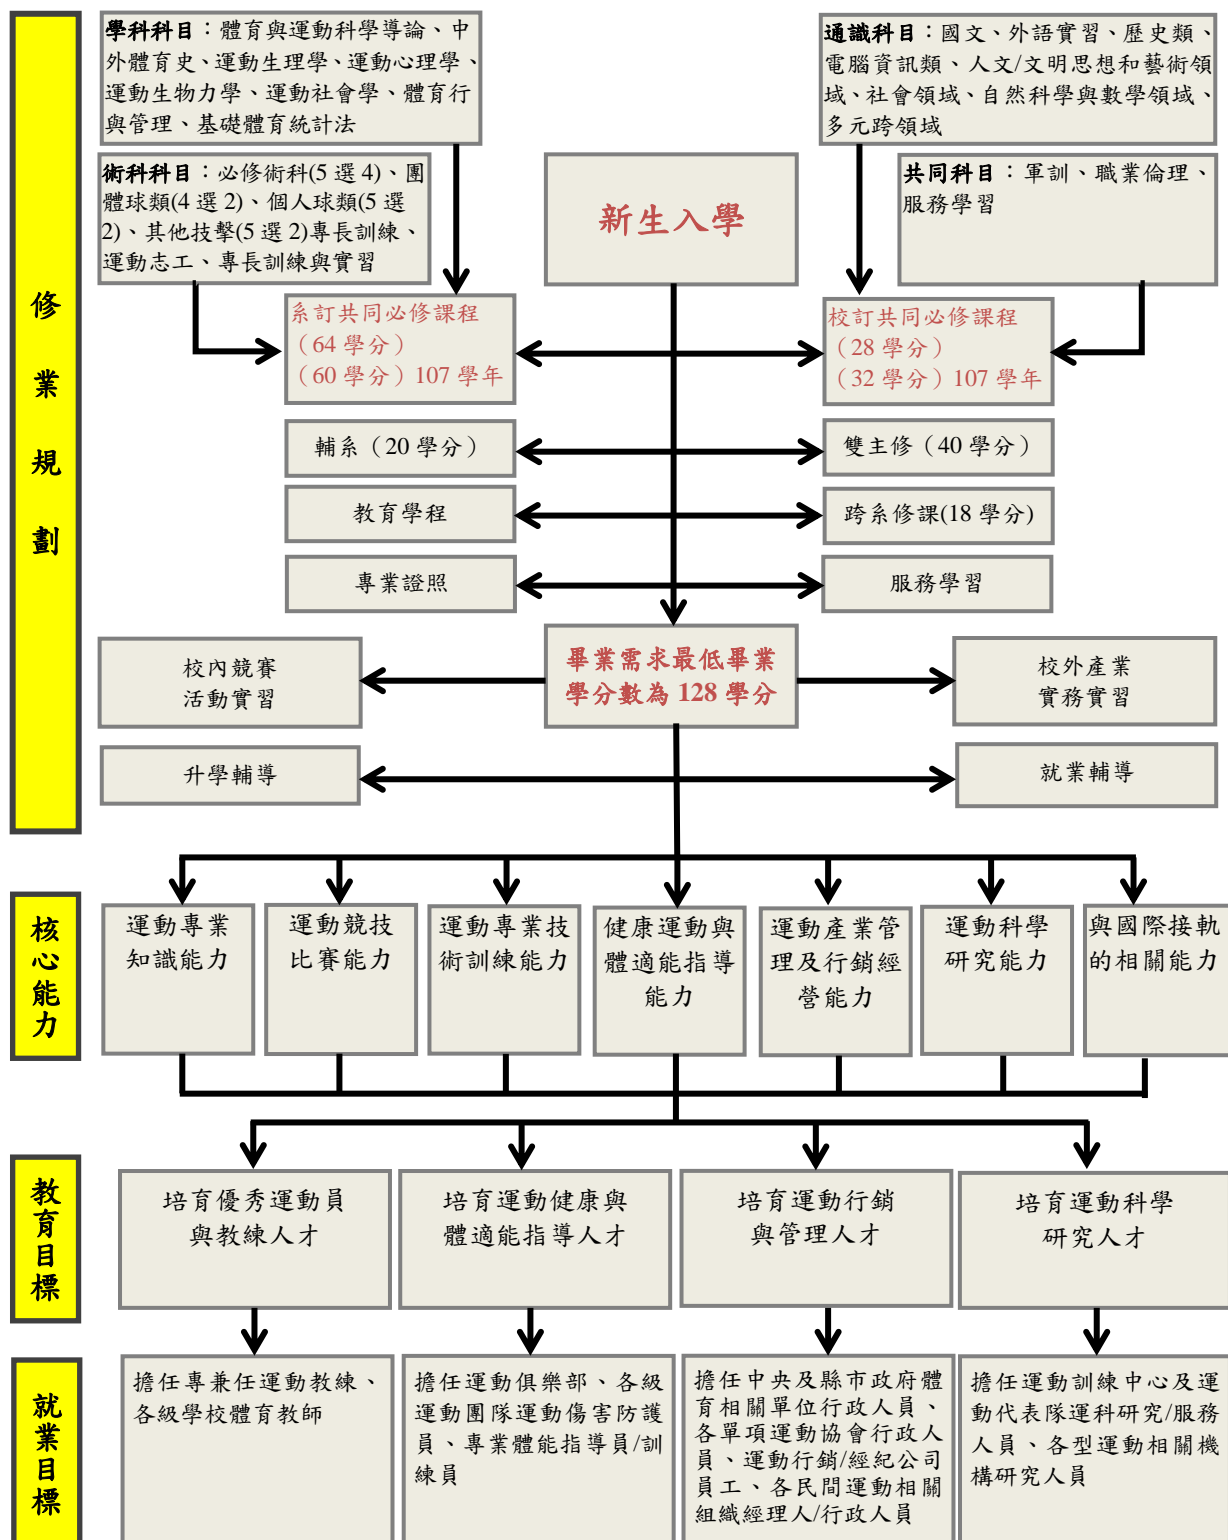 修業規劃
學科科目：體育與運動科學導論、中
外體育史、運動生理學、運動心理學、
運動生物力學、運動社會學、體育行
與管理、基礎體育統計法
通識科目：國文、外語實習、歷史類、
電腦資訊類、人文/文明思想和藝術領
域、社會領域、自然科學與數學領域、
多元跨領域
術科科目：必修術科(5 選 4)、團
體球類(4 選 2)、個人球類(5 選
2)、其他技擊(5 選 2)專長訓練、
運動志工、專長訓練與實習
新生入學
共同科目：軍訓、職業倫理、
服務學習
系訂共同必修課程
（64 學分）
（60 學分）107 學年
校訂共同必修課程
（28 學分）
（32 學分）107 學年
輔系（20 學分）
雙主修（40 學分）
教育學程
跨系修課(18 學分)
專業證照
服務學習
校內競賽
活動實習
畢業需求最低畢業
學分數為 128 學分
校外產業
實務實習
升學輔導
就業輔導
核心能力
運動專業
知識能力
運動競技
比賽能力
運動專業技
術訓練能力
健康運動與
體適能指導
能力
運動產業管
理及行銷經
營能力
運動科學
研究能力
與國際接軌
的相關能力
教育目標
培育優秀運動員
與教練人才
培育運動健康與
體適能指導人才
培育運動行銷
與管理人才
培育運動科學
研究人才
就業目標
擔任專兼任運動教練、
各級學校體育教師
擔任運動俱樂部、各級
運動團隊運動傷害防護
員、專業體能指導員/訓
練員
擔任中央及縣市政府體
育相關單位行政人員、
各單項運動協會行政人
員、運動行銷/經紀公司
員工、各民間運動相關
組織經理人/行政人員
擔任運動訓練中心及運
動代表隊運科研究/服務
人員、各型運動相關機
構研究人員